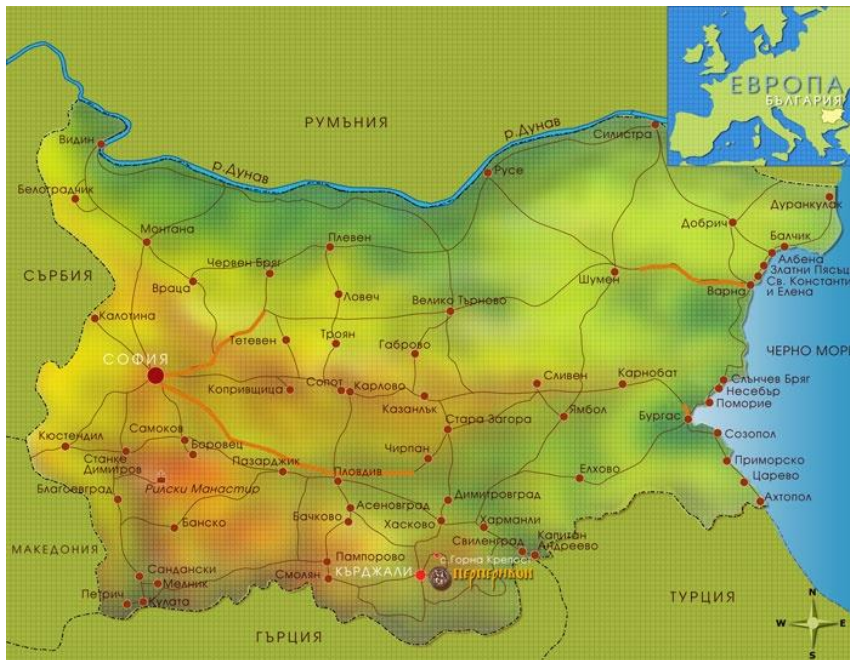 ЕВРОПА
БЪЛГАРИЯ
РУМЪНИЯ
р.Дунав
Силистра
Видин
р.Дунав
Русе
Белоградчик
Дуранкулак
Добрич
Монтана
Плевен
Балчик
Албена
СЪРБИЯ
Червен Бряг
Шумен
Златни Пясъц
Враца
Варна
Св. Константи
и Елена
Ловеч
Велико Търново
Калотина
Тетевен
Троян
Габрово
СОФИЯ
ЧЕРНО МОР
Сливен
Карнобат
Слънчев Бряг
Копривщица
Сопот
Карлово
Несебър
Казанлък
Поморие
Ямбол
Бургас
Самоков
Стара Загора
Кюстендил
Боровец
Созопол
Станке
Димитров
Чирпан
Пазарджик
Пловдив
Приморско
Елхово
Рилски Манастир
Царево
Благоевград
Димитровград
Ахтопол
Асеновград
Бачково
Хасково
Харманли
Банско
Свиленград
Капитан
Андреево
МАКЕДОНИЯ
Пампорово
с.Горна Крепост
Сандански
Смолян
КЪРДЖАЛИ
ПЕРПЕРИКОН
Мелник
Петрич
Кулата
ТУРЦИЯ
ГЪРЦИЯ
N
W
E
S